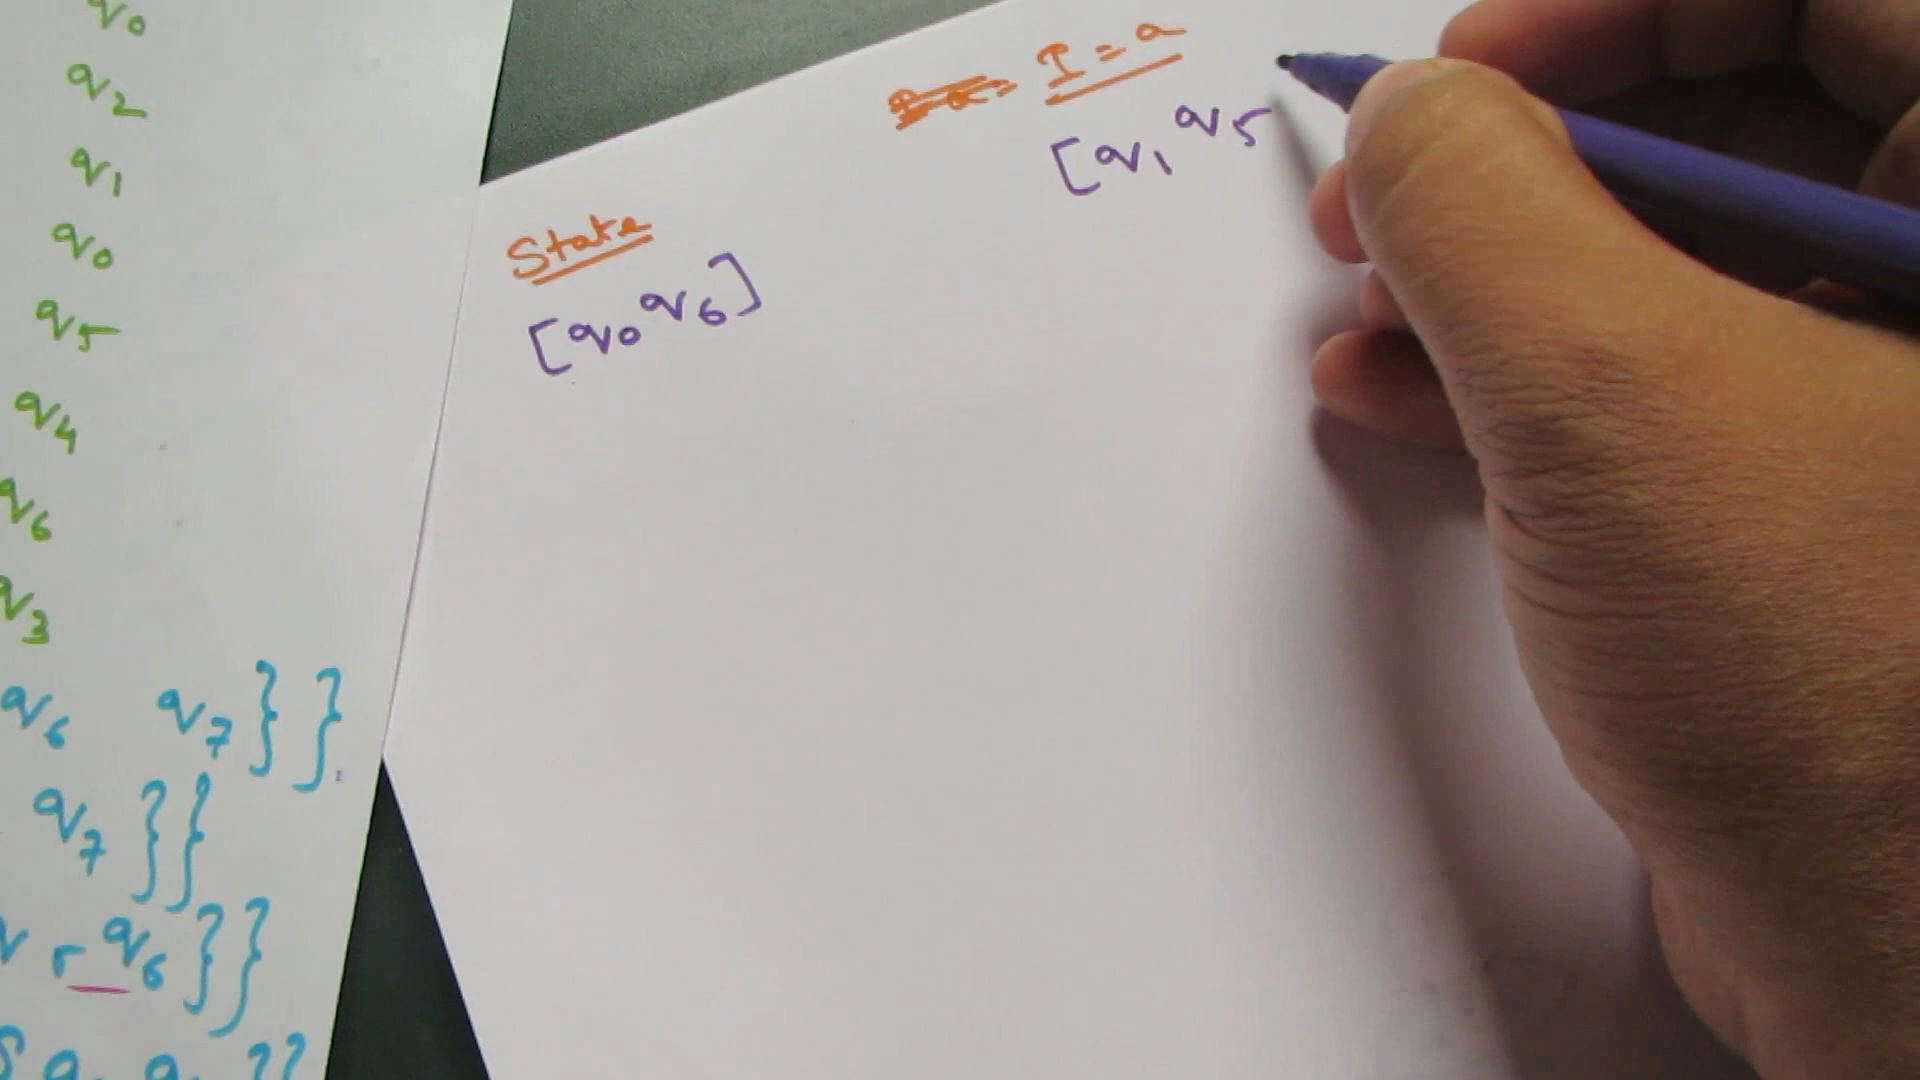 q0
q2
q1
q0
q5
q4
q6
q3
q6 q7}}
q7}}
q6}}
}}
I = a
[q1 q5
State
[q0 q6]